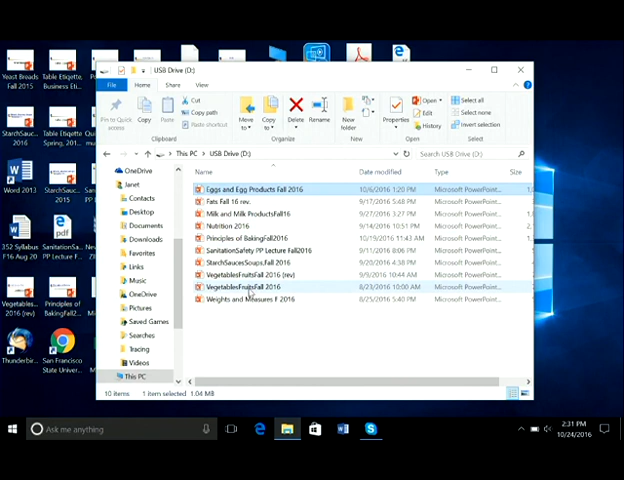 USB Drive (D:)
File Home Share View
Pin to Quick access
Copy
Paste
Cut
Copy path
Paste shortcut
Clipboard
Move to
Copy to
Delete
Rename
Organize
New folder
New
Properties
Open
Edit
History
Open
Select all
Select none
Invert selection
Select
This PC > USB Drive (D:)
Search USB Drive (D:)
OneDrive
Janet
Contacts
Desktop
Documents
Downloads
Favorites
Links
Music
OneDrive
Pictures
Saved Games
Searches
Tracing
Videos
This PC
Name Date modified Type Size
Eggs and Egg Products Fall 2016 10/6/2016 1:20 PM Microsoft PowerPoint...
Fats Fall 16 rev. 9/17/2016 5:48 PM Microsoft PowerPoint...
Milk and Milk ProductsFall16 9/27/2016 3:27 PM Microsoft PowerPoint...
Nutrition 2016 9/14/2016 10:51 PM Microsoft PowerPoint...
Principles of BakingFall2016 10/19/2016 11:43 AM Microsoft PowerPoint...
SanitationSafety PP Lecture Fall2016 9/11/2016 8:06 PM Microsoft PowerPoint...
StarchSaucesSoups,Fall 2016 9/20/2016 4:38 PM Microsoft PowerPoint...
VegetablesFruitsFall 2016 (rev) 9/9/2016 10:44 AM Microsoft PowerPoint...
VegetablesFruitsFall 2016 8/23/2016 10:00 AM Microsoft PowerPoint...
Weights and Measures F 2016 8/25/2016 5:40 PM Microsoft PowerPoint...
10 items 1 item selected 1.04 MB
Yeast Breads Fall 2015
Table Etiqette, Business Eti...
StarchSauc... 2016
Table Etiquette Spring, 201...
Word 2013
StarchSauc... 2015
352 Syllabus F16 Aug 20
SanitationSa... PP Lecture F...
Vegetables... 2016 (rev)
Principles of BakingFall2...
Thunderbir...
San Francisco State Univer...
Ask me anything
2:31 PM
10/24/2016